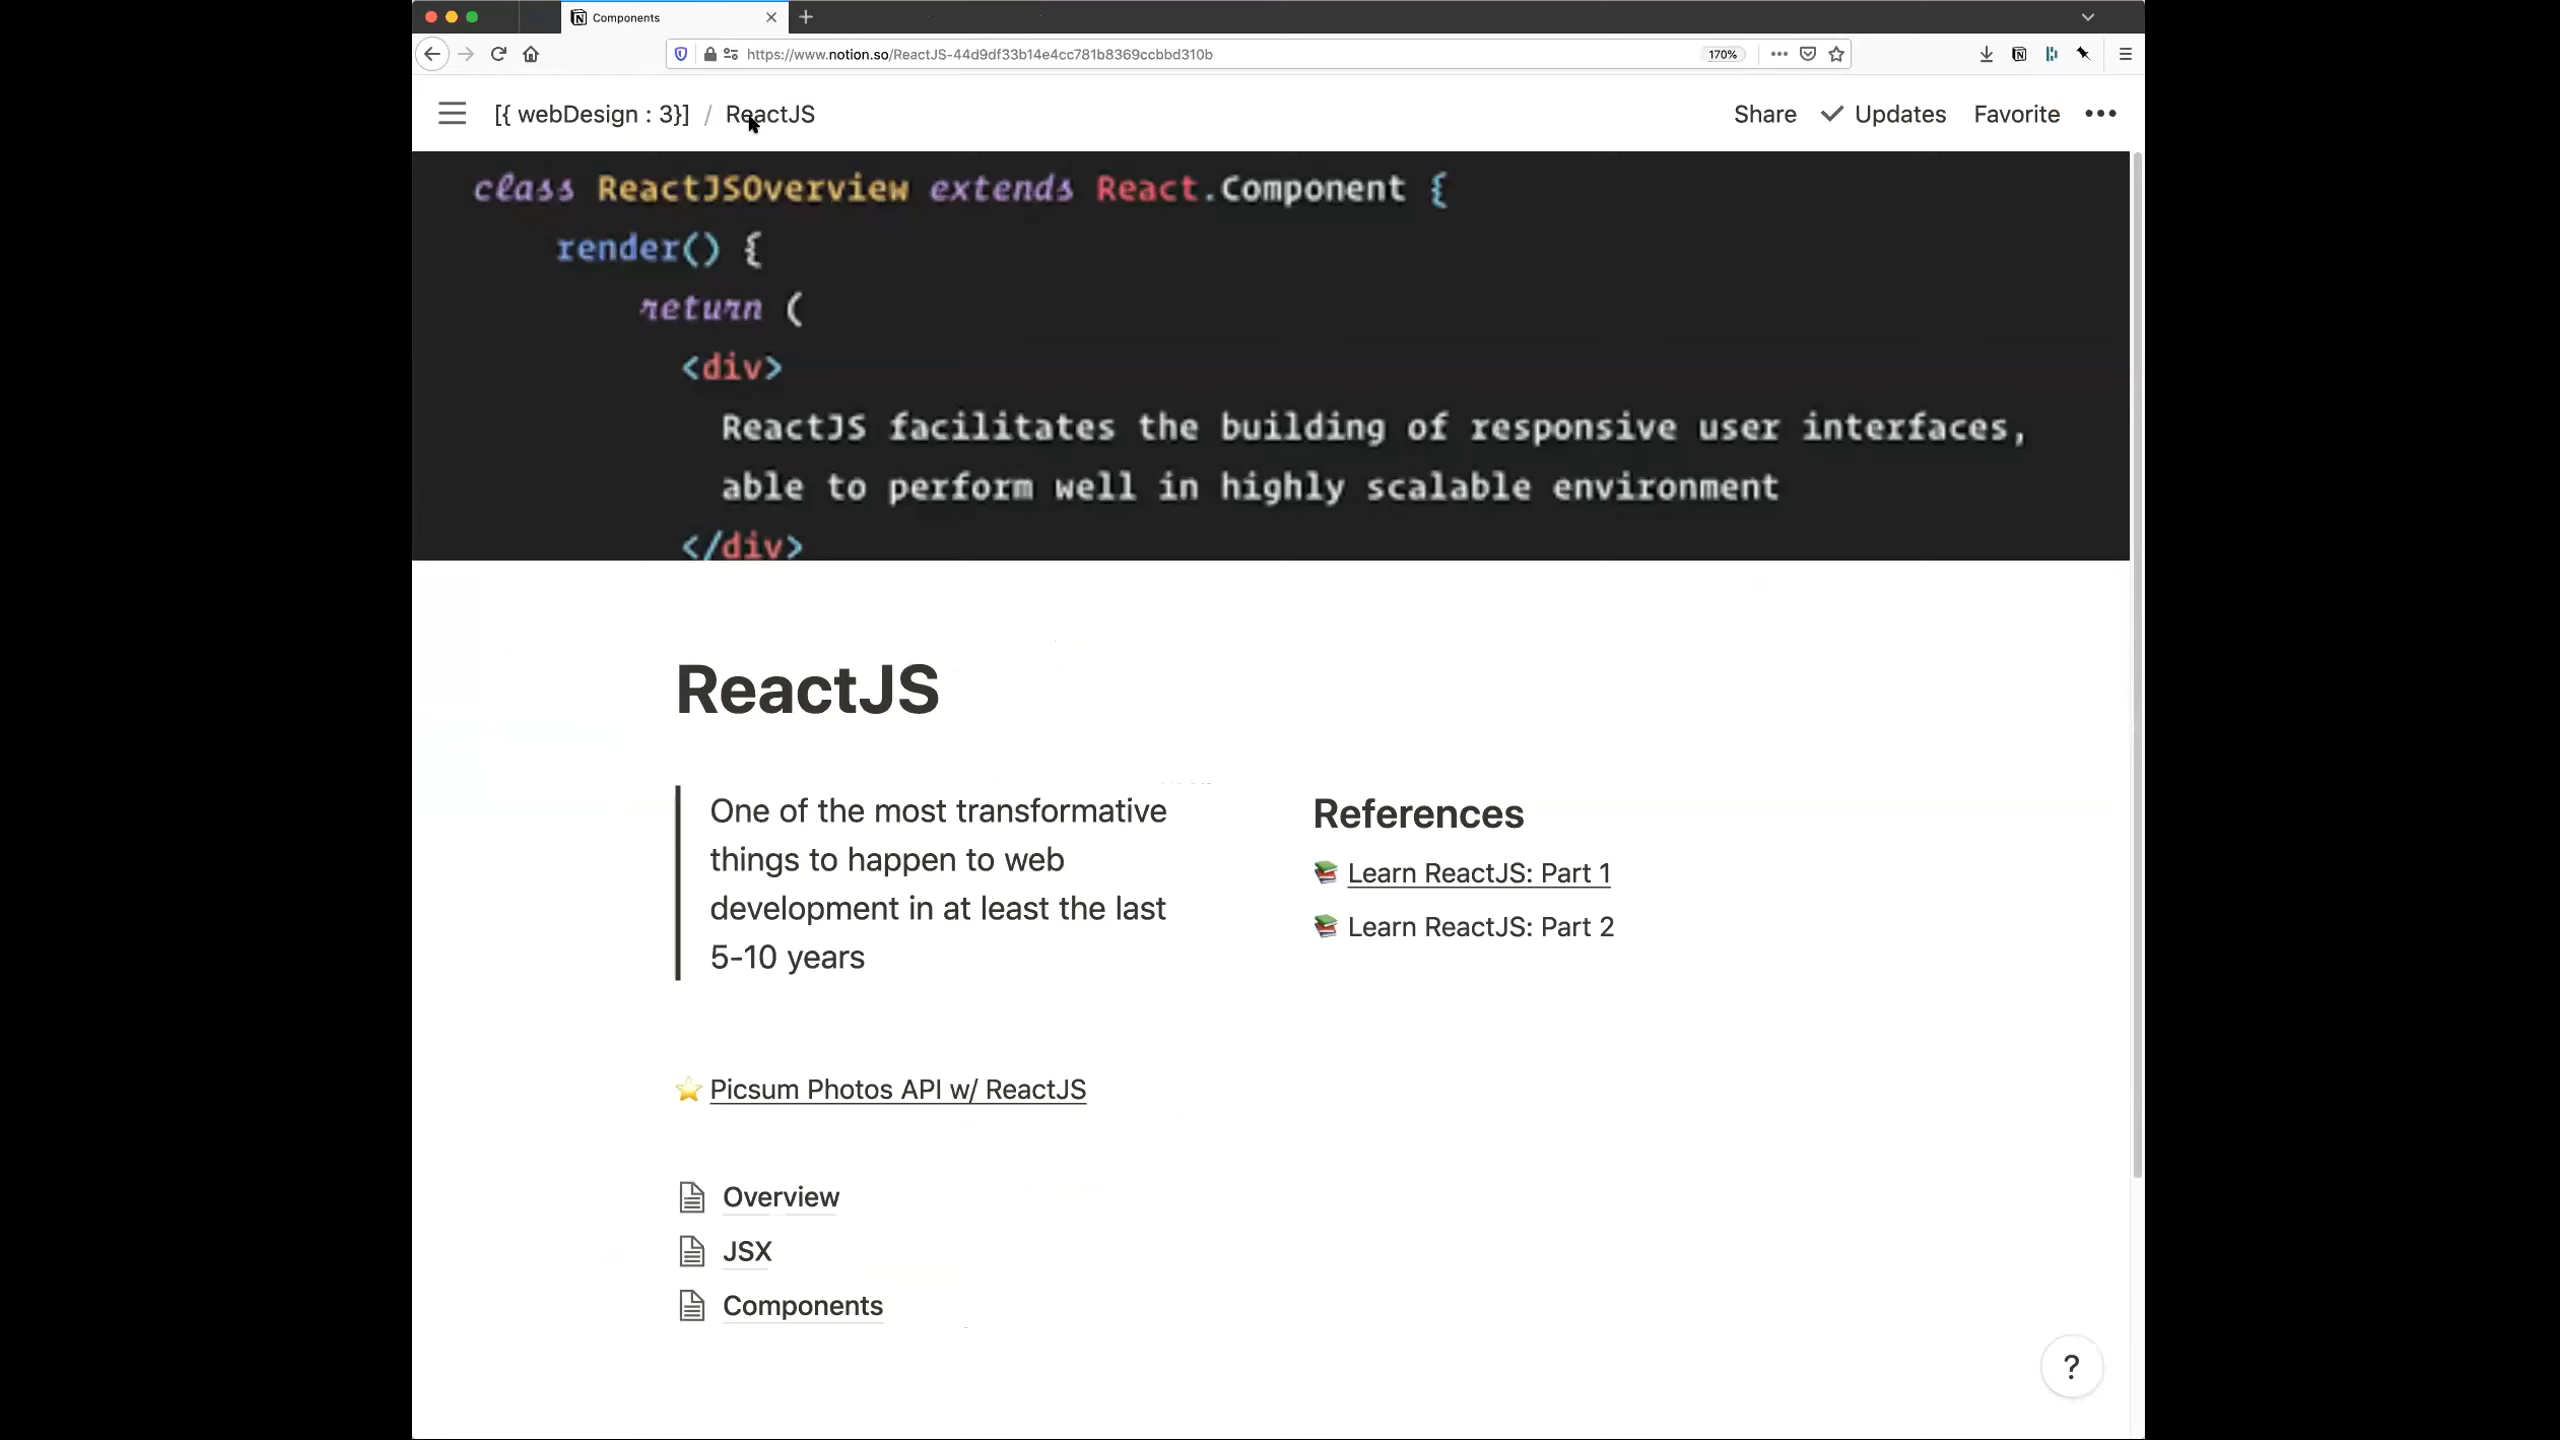 Components
https://www.notion.so/ReactJS-44d9df33b14e4cc781b8369ccbbd310b
170%
[{ webDesign : 3}] / ReactJS
Share
Updates
Favorite
class ReactJSOverview extends React.Component {
render() {
return (
<div>
ReactJS facilitates the building of responsive user interfaces,
able to perform well in highly scalable environment
</div>
ReactJS
One of the most transformative
things to happen to web
development in at least the last
5-10 years
References
Learn ReactJS: Part 1
Learn ReactJS: Part 2
Picsum Photos API w/ ReactJS
Overview
JSX
Components
?